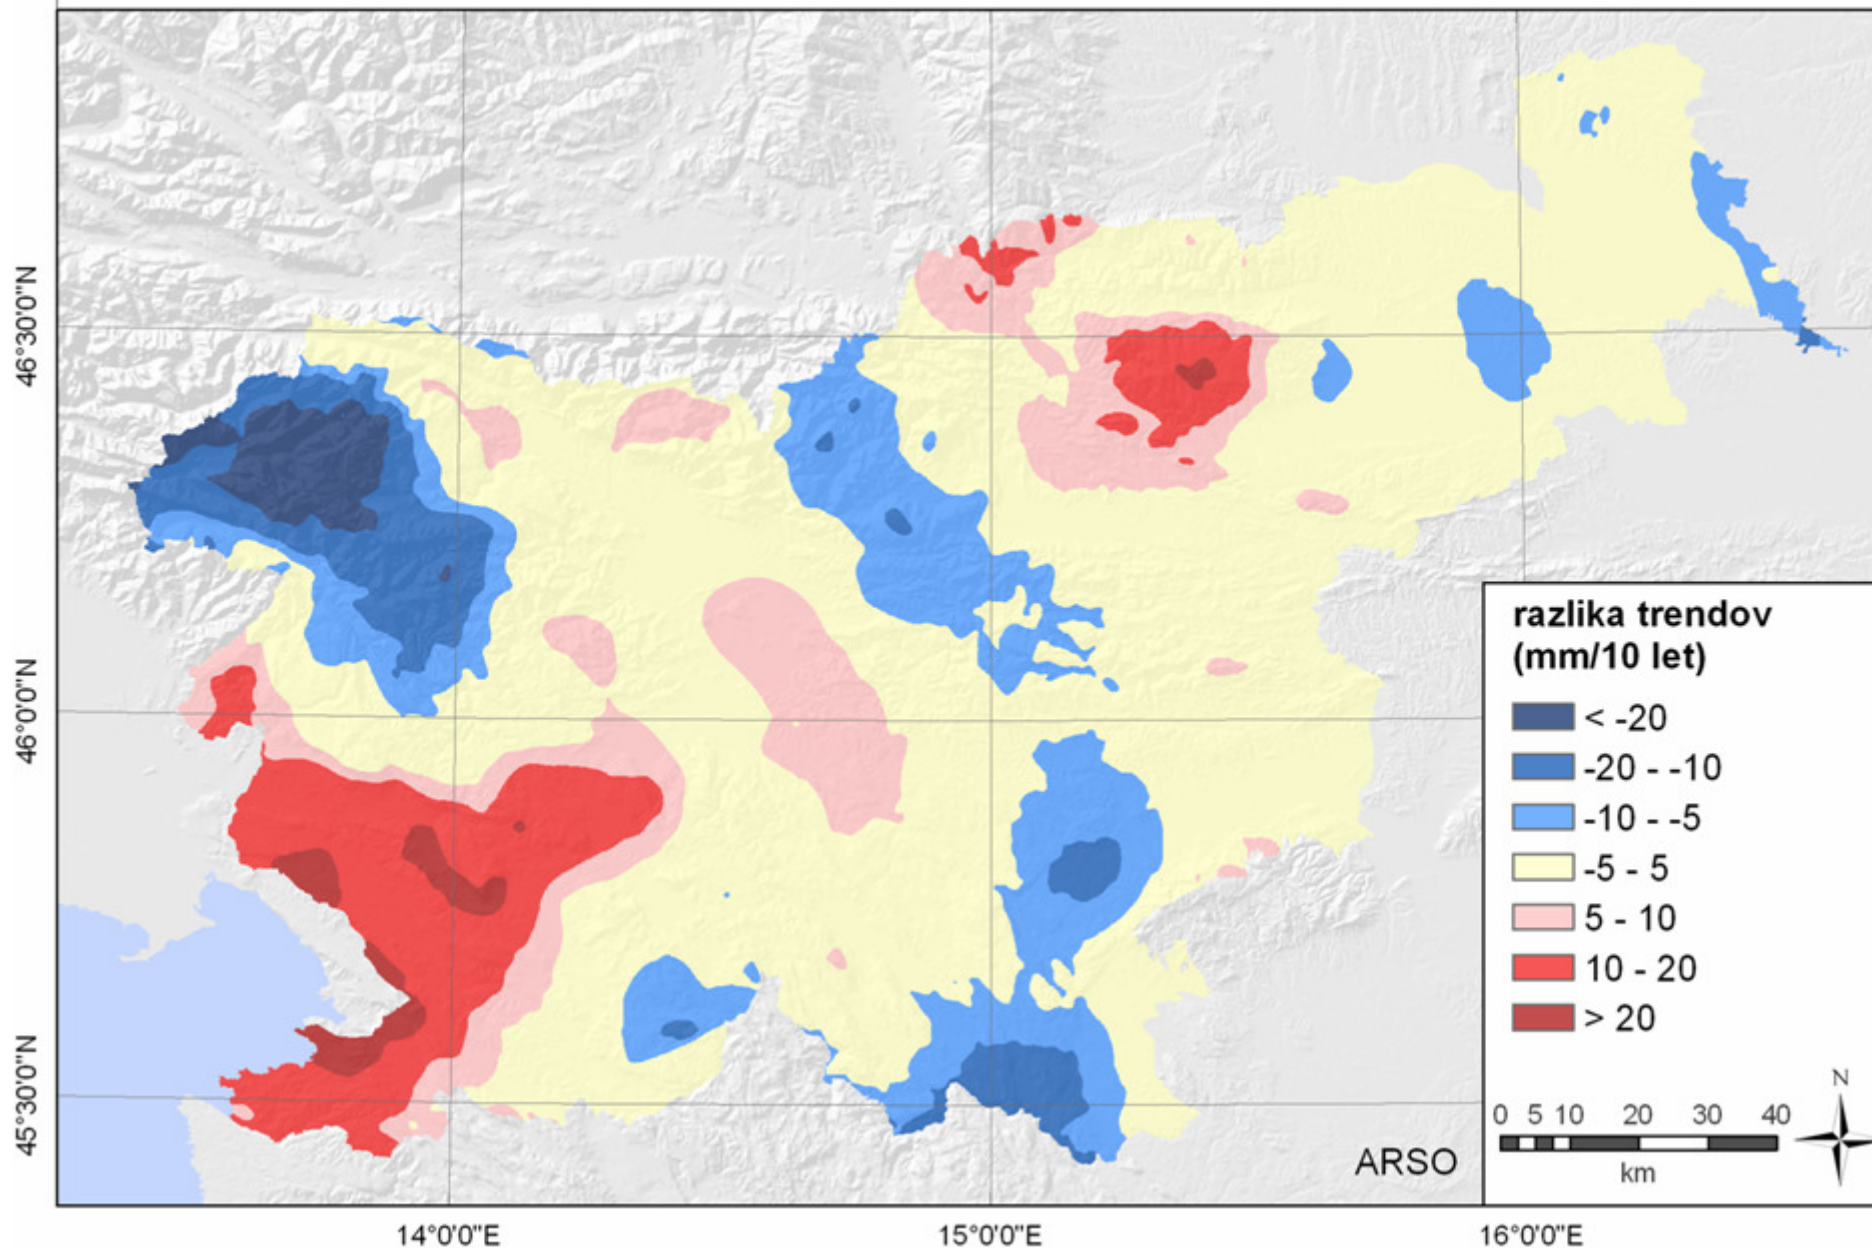 46°30'0"N
46°0'0"N
45°30'0"N
14°0'0"E
15°0'0"E
16°0'0"E
razlika trendov
(mm/10 let)
< -20
-20 - -10
-10 - -5
-5 - 5
5 - 10
10 - 20
> 20
N
0 5 10 20 30 40
km
ARSO